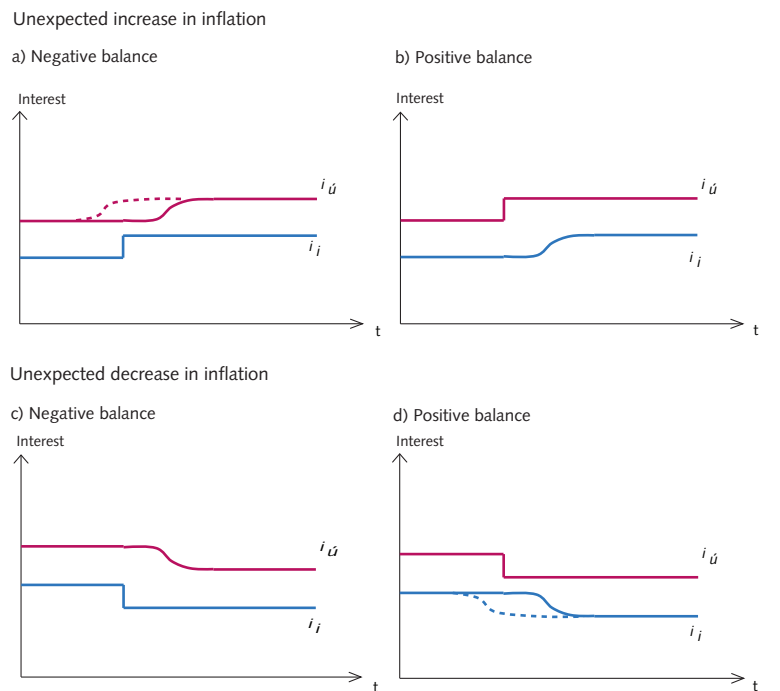 Unexpected increase in inflation
a) Negative balance
b) Positive balance
Interest
Interest
i ú
i ú
i i
i i
t
t
Unexpected decrease in inflation
c) Negative balance
d) Positive balance
Interest
Interest
i ú
i ú
i i
i i
t
t